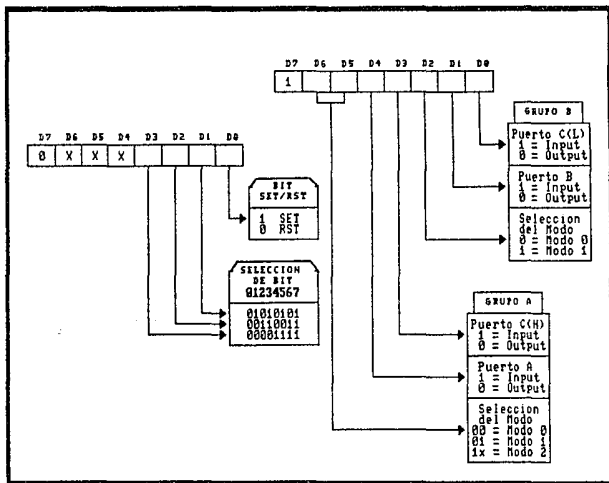 D7 D6 D5 D4 D3 D2 D1 D0
1
GRUPO B
Puerto C(L)
1 = Input
0 = Output
Puerto B
1 = Input
0 = Output
Seleccion
del Modo
0 = Modo 0
1 = Modo 1
D7 D6 D5 D4 D3 D2 D1 D0
0 X X X
BIT
SET/RST
1 SET
0 RST
SELECCION
DE BIT
01234567
01010101
00110011
00001111
GRUPO A
Puerto C(H)
1 = Input
0 = Output
Puerto A
1 = Input
0 = Output
Seleccion
del Modo
00 = Modo 0
01 = Modo 1
1x = Modo 2